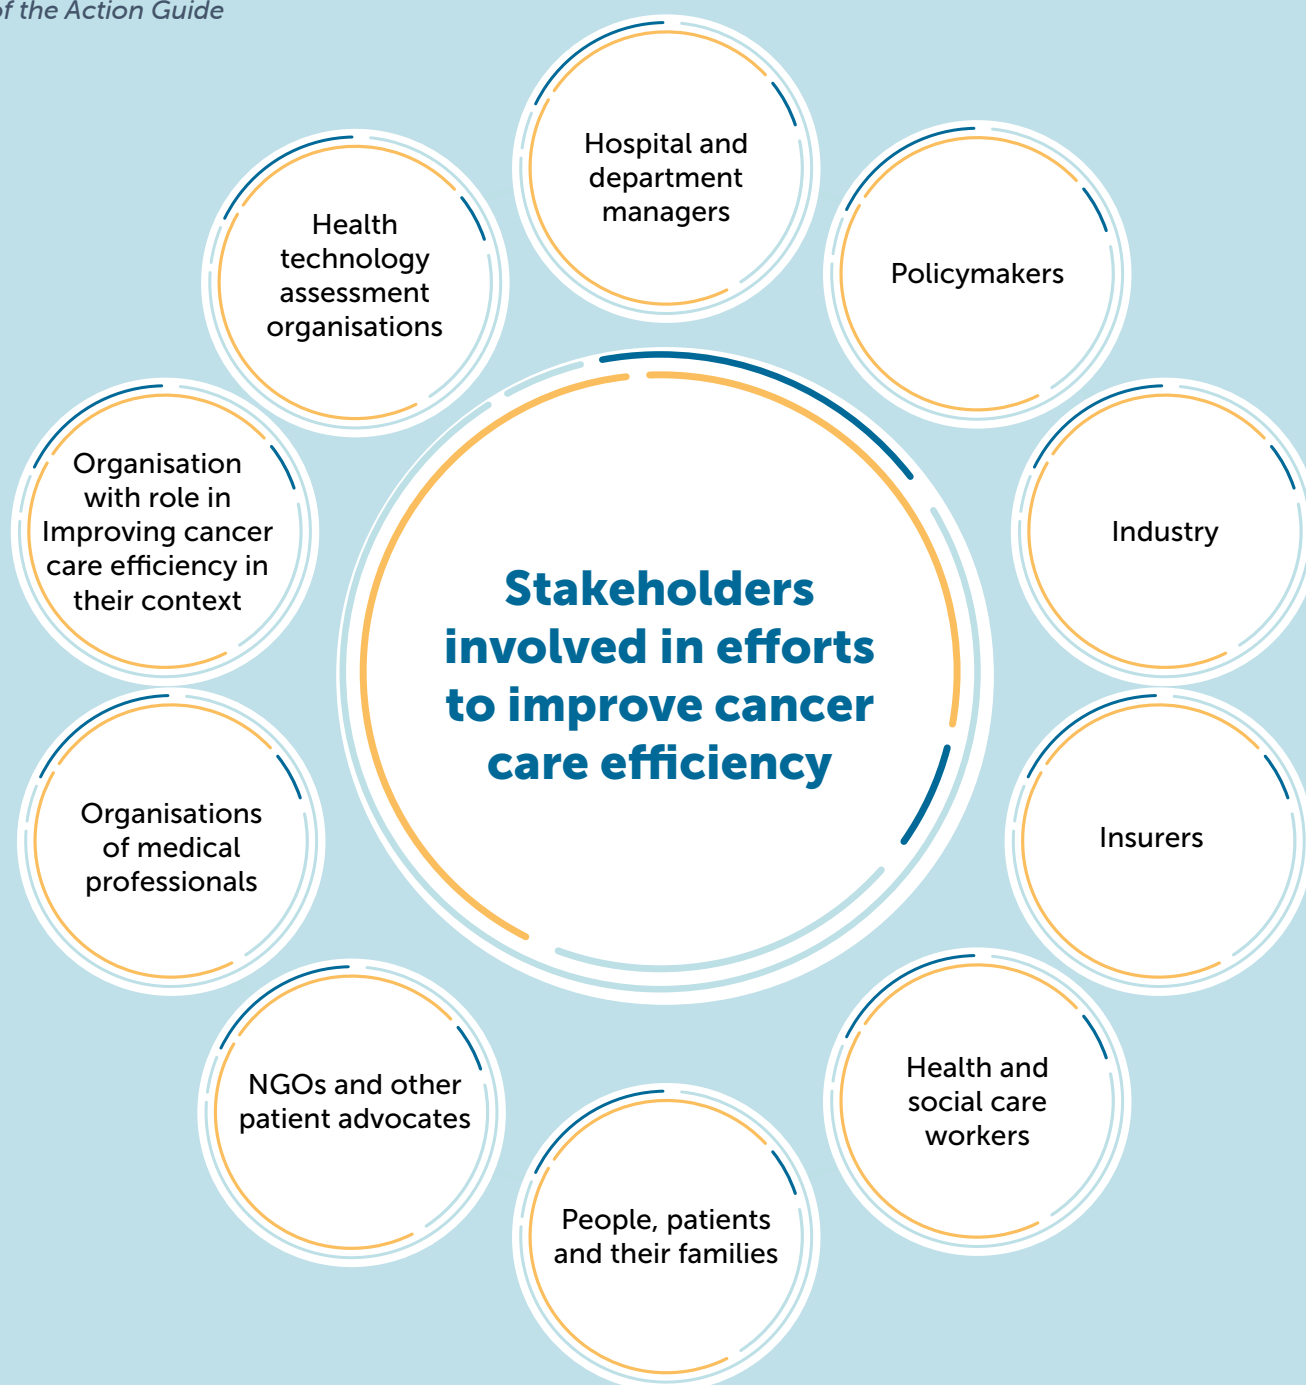 of the Action Guide
Hospital and
department
managers
Policymakers
Industry
Insurers
Health and
social care
workers
People, patients
and their families
NGOs and other
patient advocates
Organisations
of medical
professionals
Organisation
with role in
Improving cancer
care efficiency in
their context
Health
technology
assessment
organisations
Stakeholders
involved in efforts
to improve cancer
care efficiency